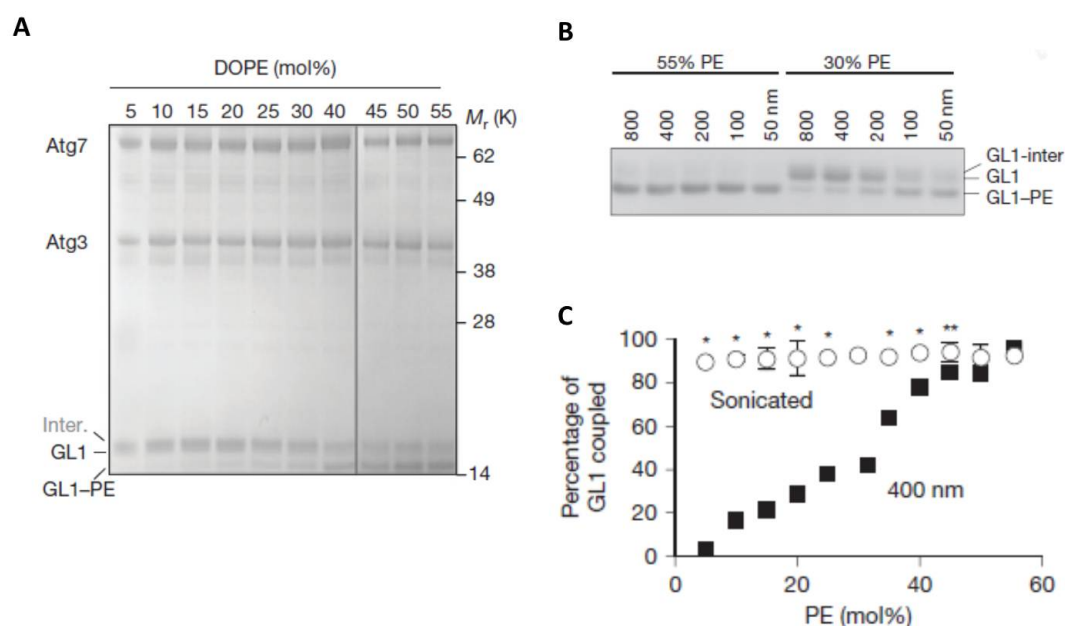 A
DOPE (mol%)
5 10 15 20 25 30 40 45 50 55 Mr (K)
Atg7
62
49
Atg3
38
28
Inter.
GL1
GL1–PE
14
B
55% PE 30% PE
800 400 200 100 50 nm 800 400 200 100 50 nm
GL1-inter
GL1
GL1–PE
C
Percentage of
GL1 coupled
100
80
60
40
20
0
* * * * * * * **
Sonicated
400 nm
0 20 40 60
PE (mol%)